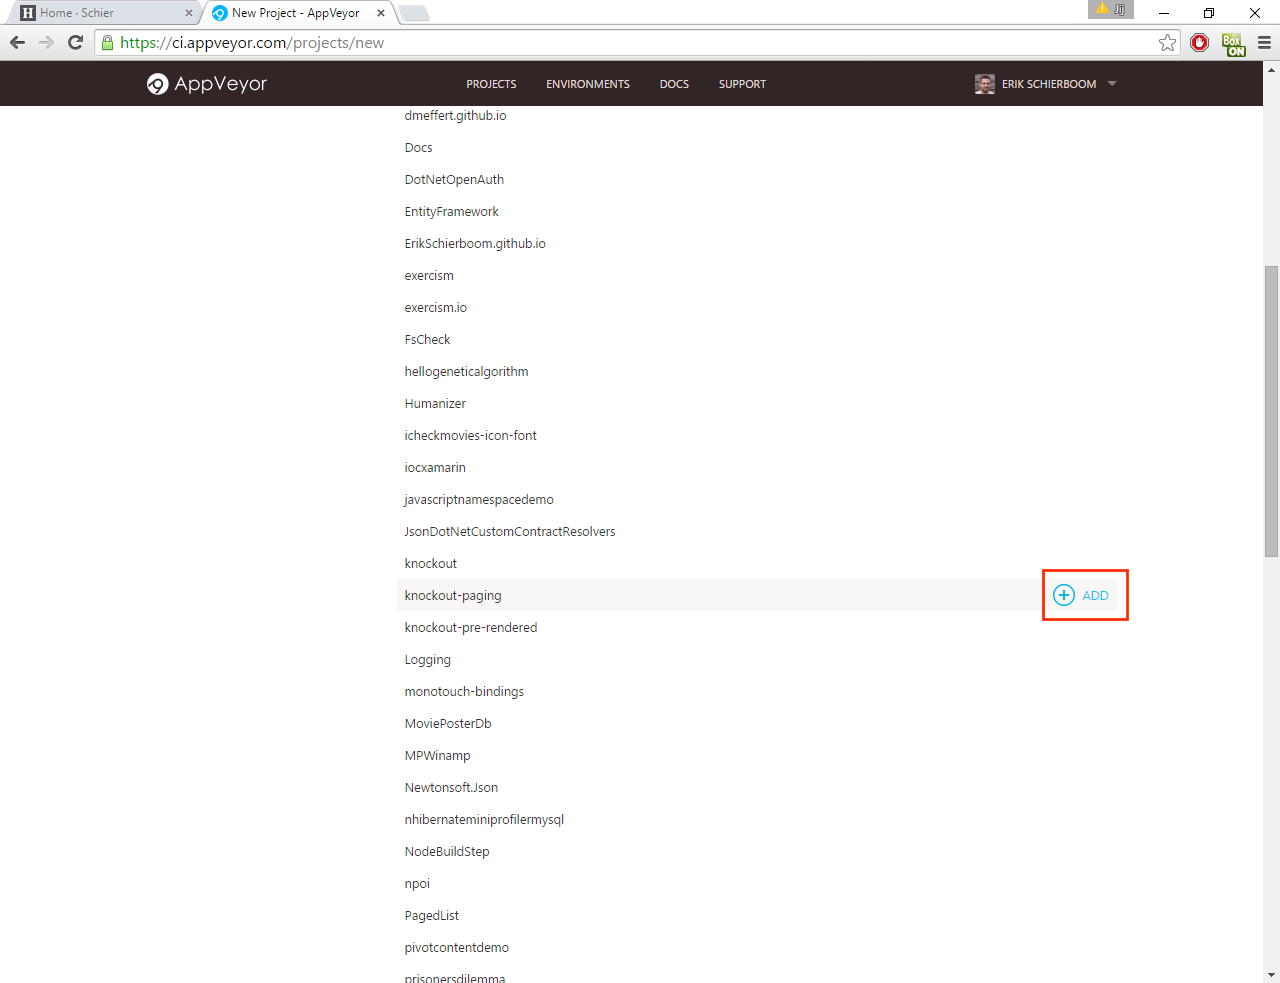 H Home · Schier
New Project - AppVeyor
Jj
https://ci.appveyor.com/projects/new
Box ON
AppVeyor PROJECTS ENVIRONMENTS DOCS SUPPORT ERIK SCHIERBOOM
dmeffert.github.io
Docs
DotNetOpenAuth
EntityFramework
ErikSchierboom.github.io
exercism
exercism.io
FsCheck
hellogeneticalgorithm
Humanizer
icheckmovies-icon-font
iocxamarin
javascriptnamespacedemo
JsonDotNetCustomContractResolvers
knockout
knockout-paging ADD
knockout-pre-rendered
Logging
monotouch-bindings
MoviePosterDb
MPWinamp
Newtonsoft.Json
nhibernateminiprofilermysql
NodeBuildStep
npoi
PagedList
pivotcontentdemo
prisonersdilemma